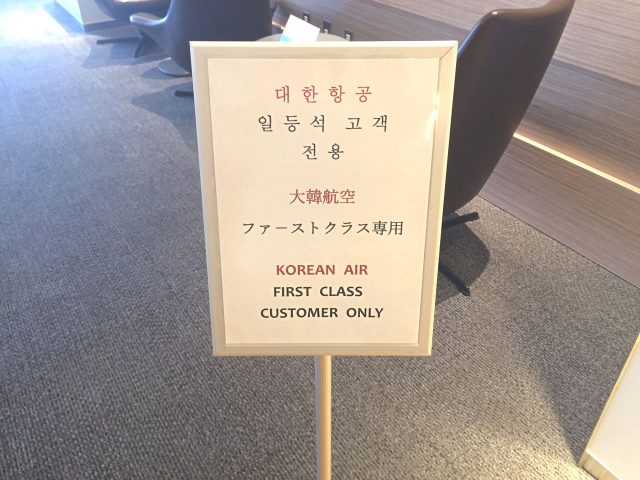 대한항공
일등석 고객
전용
大韓航空
ファーストクラス専用
KOREAN AIR
FIRST CLASS
CUSTOMER ONLY